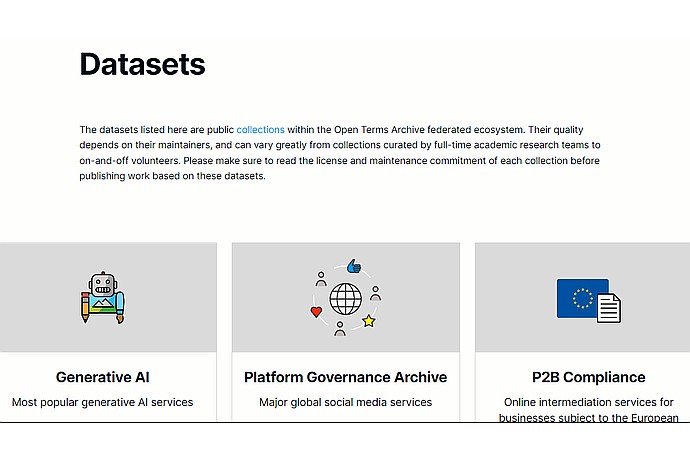 Datasets
The datasets listed here are public collections within the Open Terms Archive federated ecosystem. Their quality
depends on their maintainers, and can vary greatly from collections curated by full-time academic research teams to
on-and-off volunteers. Please make sure to read the license and maintenance commitment of each collection before
publishing work based on these datasets.
Generative AI
Most popular generative AI services
Platform Governance Archive
Major global social media services
P2B Compliance
Online intermediation services for
businesses subject to the European